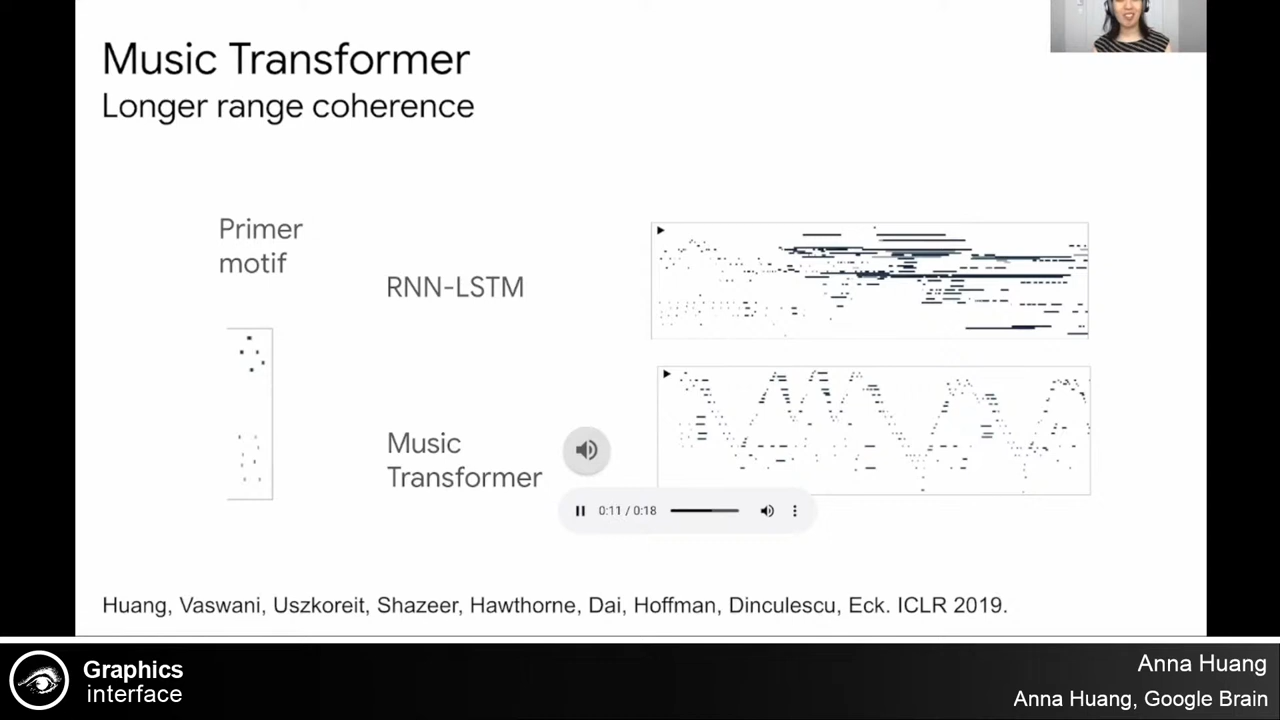 Music Transformer
Longer range coherence
Primer
motif
RNN-LSTM
Music
Transformer
0:11 / 0:18
Huang, Vaswani, Uszkoreit, Shazeer, Hawthorne, Dai, Hoffman, Dinculescu, Eck. ICLR 2019.
Graphics
interface
Anna Huang
Anna Huang, Google Brain